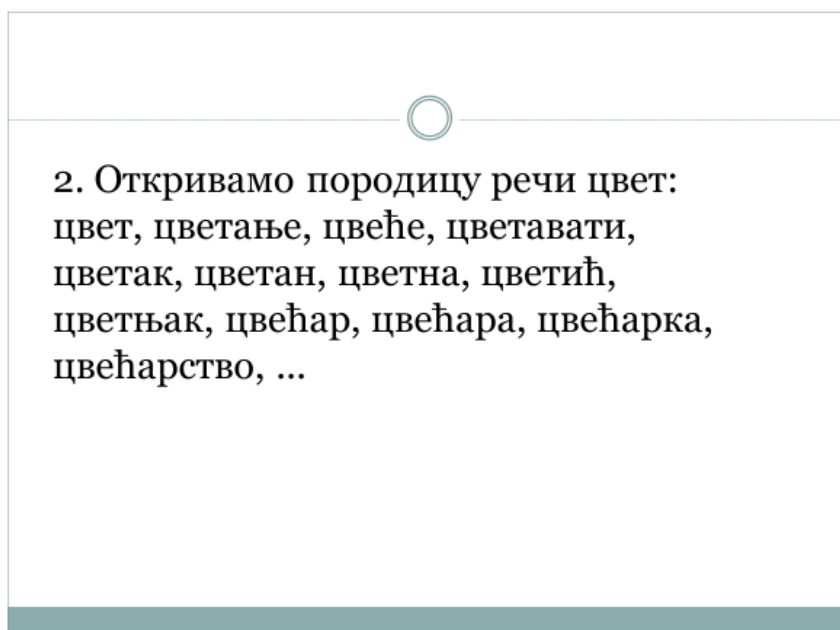 2. Откривамо породицу речи цвет:
цвет, цветање, цвеће, цветавати,
цветак, цветан, цветна, цветић,
цветњак, цвећар, цвећара, цвећарка,
цвећарство, ...